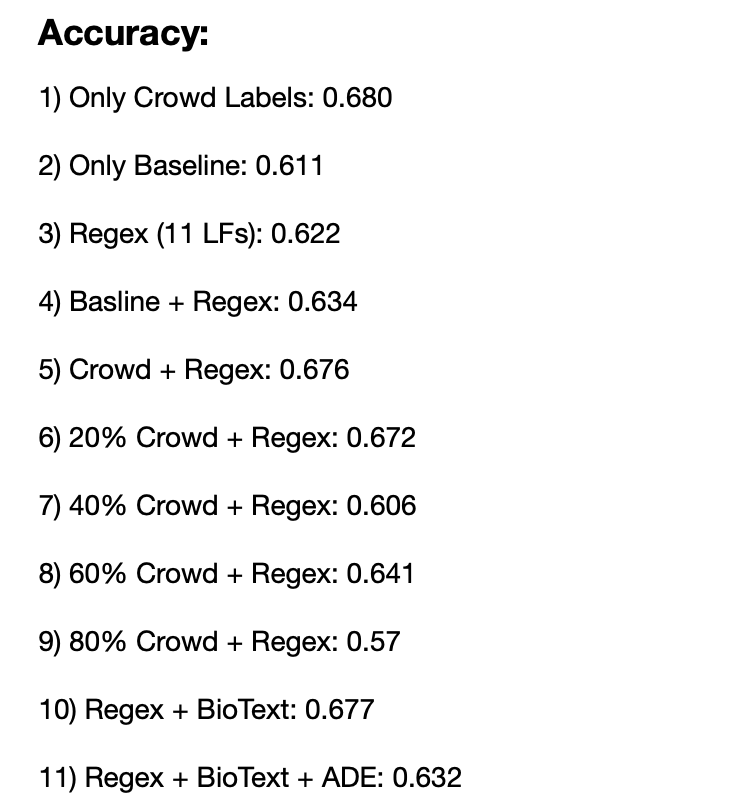 Accuracy:
1) Only Crowd Labels: 0.680
2) Only Baseline: 0.611
3) Regex (11 LFs): 0.622
4) Basline + Regex: 0.634
5) Crowd + Regex: 0.676
6) 20% Crowd + Regex: 0.672
7) 40% Crowd + Regex: 0.606
8) 60% Crowd + Regex: 0.641
9) 80% Crowd + Regex: 0.57
10) Regex + BioText: 0.677
11) Regex + BioText + ADE: 0.632